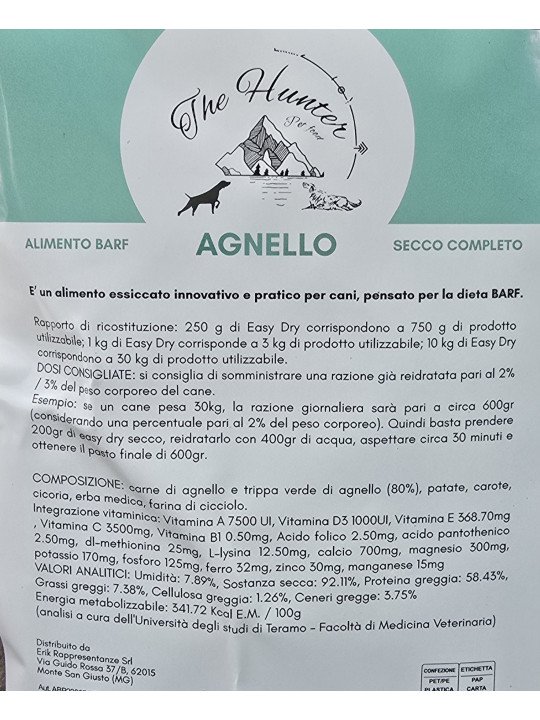 The Hunter
Pet food
ALIMENTO BARF
AGNELLO
SECCO COMPLETO
E' un alimento essiccato innovativo e pratico per cani, pensato per la dieta BARF.
Rapporto di ricostituzione: 250 g di Easy Dry corrispondono a 750 g di prodotto
utilizzabile; 1 kg di Easy Dry corrisponde a 3 kg di prodotto utilizzabile; 10 kg di Easy Dry
corrispondono a 30 kg di prodotto utilizzabile.
DOSI CONSIGLIATE: si consiglia di somministrare una razione già reidratata pari al 2%
/ 3% del peso corporeo del cane.
Esempio: se un cane pesa 30kg, la razione giornaliera sarà pari a circa 600gr
(considerando una percentuale pari al 2% del peso corporeo). Quindi basta prendere
200gr di easy dry secco, reidratarlo con 400gr di acqua, aspettare circa 30 minuti e
ottenere il pasto finale di 600gr.
COMPOSIZIONE: carne di agnello e trippa verde di agnello (80%), patate, carote,
cicoria, erba medica, farina di cicciolo.
Integrazione vitaminica: Vitamina A 7500 UI, Vitamina D3 1000UI, Vitamina E 368.70mg
, Vitamina C 3500mg, Vitamina B1 0.50mg, Acido folico 2.50mg, acido pantothenico
2.50mg, dl-methionina 25mg, L-lysina 12.50mg, calcio 700mg, magnesio 300mg,
potassio 170mg, fosforo 125mg, ferro 32mg, zinco 30mg, manganese 15mg
VALORI ANALITICI: Umidità: 7.89%, Sostanza secca: 92.11%, Proteine greggia: 58.43%,
Grassi greggi: 7.38%, Cellulosa greggia: 1.26%, Ceneri gregge: 3.75%
Energia metabolizzabile: 341.72 Kcal E.M. / 100g
(analisi a cura dell'Università degli studi di Teramo - Facoltà di Medicina Veterinaria)
Distribuito da
Erik Rappresentanze Srl
Via Guido Rossa 37/B, 62015
Monte San Giusto (MG)
CONFEZIONE ETICHETTA
PET/PE PAP
PLASTICA CARTA